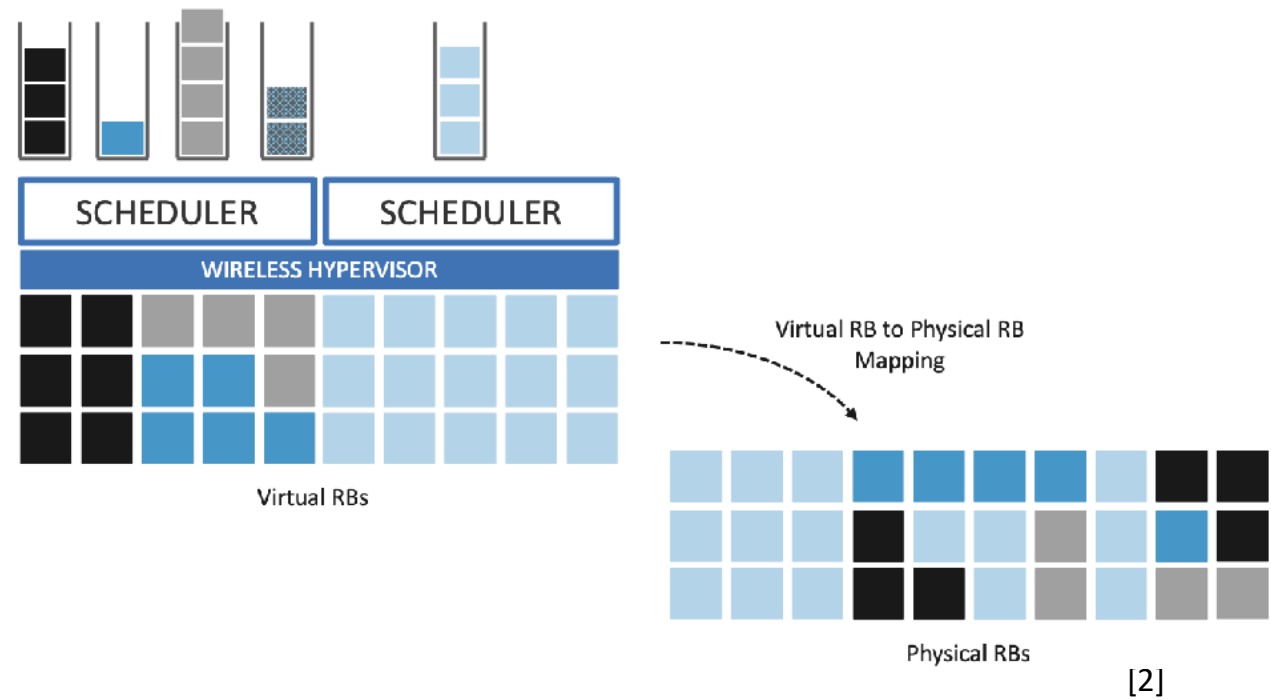 SCHEDULER
SCHEDULER
WIRELESS HYPERVISOR
Virtual RBs
Virtual RB to Physical RB
Mapping
Physical RBs
[2]